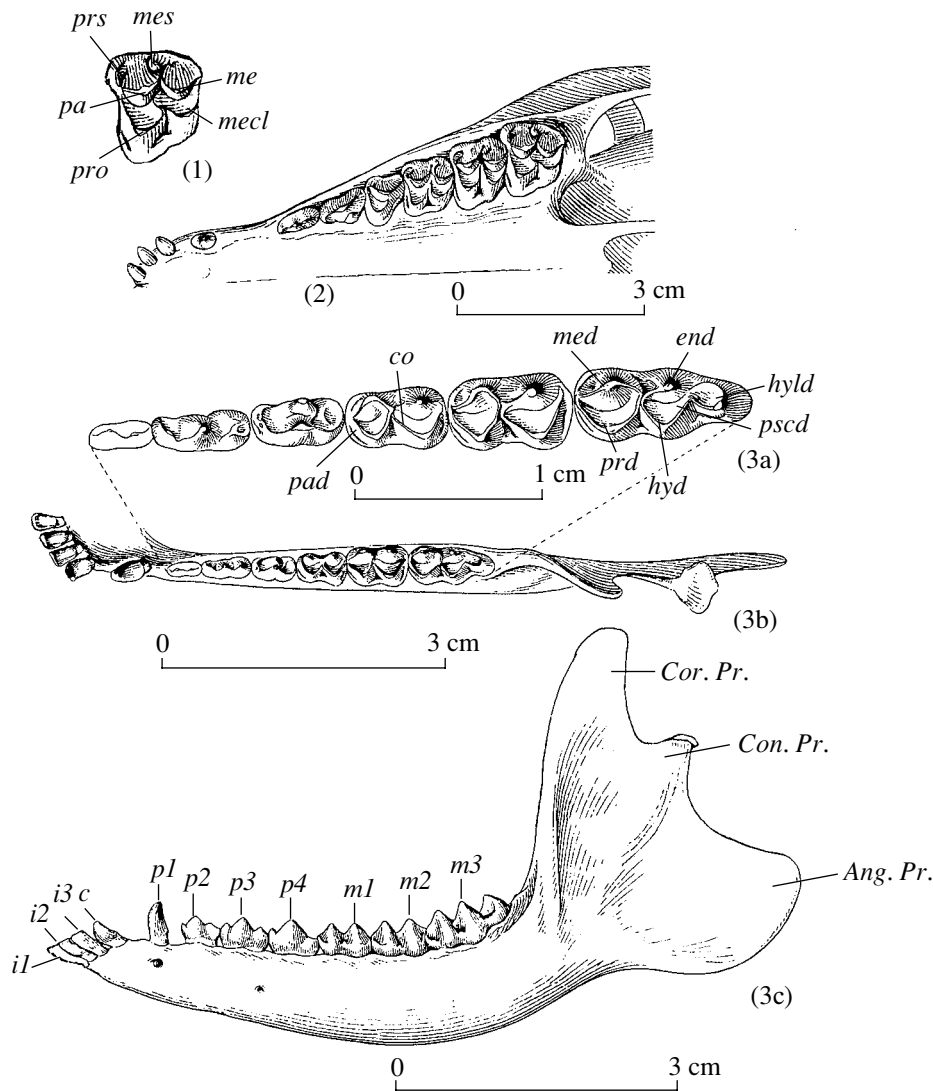 prs mes
pa me
mecl
pro
(1)
(2) 0 3 cm
co med end
hyld
pscd
pad prd hyd (3a)
0 1 cm
(3b)
0 3 cm
Cor. Pr.
Con. Pr.
Ang. Pr.
i1 i2 i3 c p1 p2 p3 p4 m1 m2 m3
(3c)
0 3 cm